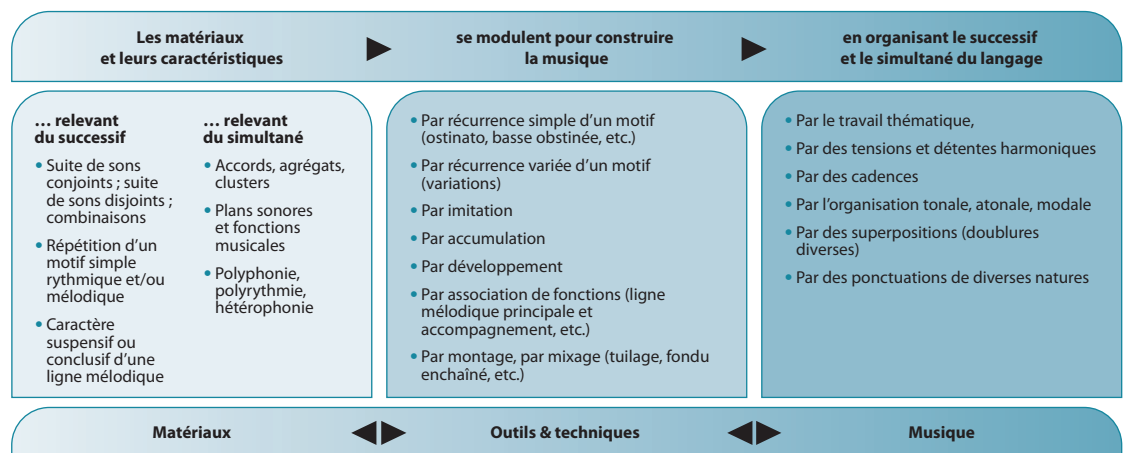 Les matériaux
et leurs caractéristiques
se modulent pour construire
la musique
en organisant le successif
et le simultané du langage
… relevant
du successif
• Suite de sons
conjoints ; suite
de sons disjoints ;
combinaisons
• Répétition d'un
motif simple
rythmique et/ou
mélodique
• Caractère
suspensif ou
conclusif d'une
ligne mélodique
… relevant
du simultané
• Accords, agrégats,
clusters
• Plans sonores
et fonctions
musicales
• Polyphonie,
polyrythmie,
hétérophonie
• Par récurrence simple d'un motif
(ostinato, basse obstinée, etc.)
• Par récurrence variée d'un motif
(variations)
• Par imitation
• Par accumulation
• Par développement
• Par association de fonctions (ligne
mélodique principale et
accompagnement, etc.)
• Par montage, par mixage (tuilage, fondu
enchaîné, etc.)
• Par le travail thématique,
• Par des tensions et détentes harmoniques
• Par des cadences
• Par l'organisation tonale, atonale, modale
• Par des superpositions (doublures
diverses)
• Par des ponctuations de diverses natures
Matériaux
Outils & techniques
Musique